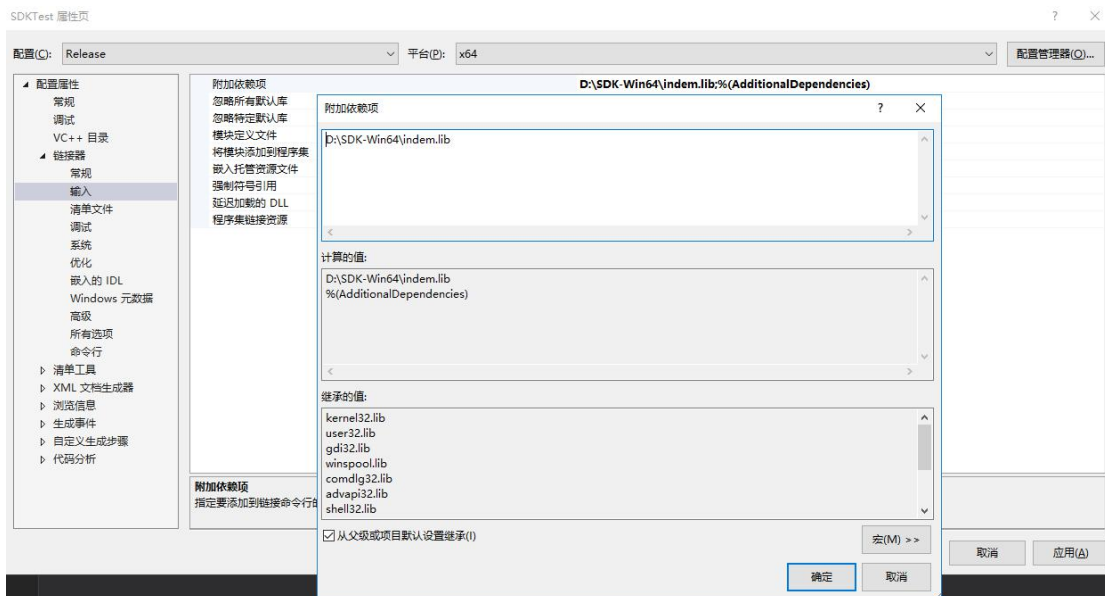 SDKTest 属性页
? ×
配置(C): Release 平台(P): x64 配置管理器(O)...
配置属性
常规
调试
VC++ 目录
链接器
常规
输入
清单文件
调试
系统
优化
嵌入的 IDL
Windows 元数据
高级
所有选项
命令行
清单工具
XML 文档生成器
浏览信息
生成事件
自定义生成步骤
代码分析
附加依赖项 D:\SDK-Win64\indem.lib;%(AdditionalDependencies)
忽略所有默认库
忽略特定默认库
模块定义文件
将模块添加到程序集
嵌入托管资源文件
强制符号引用
延迟加载的 DLL
程序集链接资源
附加依赖项
指定要添加到链接命令行
附加依赖项 ? ×
D:\SDK-Win64\indem.lib
计算的值:
D:\SDK-Win64\indem.lib
%(AdditionalDependencies)
继承的值:
kernel32.lib
user32.lib
gdi32.lib
winspool.lib
comdlg32.lib
advapi32.lib
shell32.lib
从父级或项目默认设置继承(I)
宏(M) >>
确定 取消
取消 应用(A)